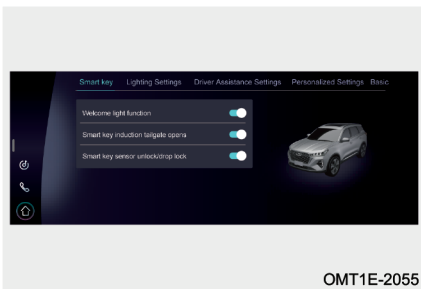 Smart key Lighting Settings Driver Assistance Settings Personalized Settings Basic
Welcome light function
Smart key induction tailgate opens
Smart key sensor unlock/drop lock
OMT1E-2055